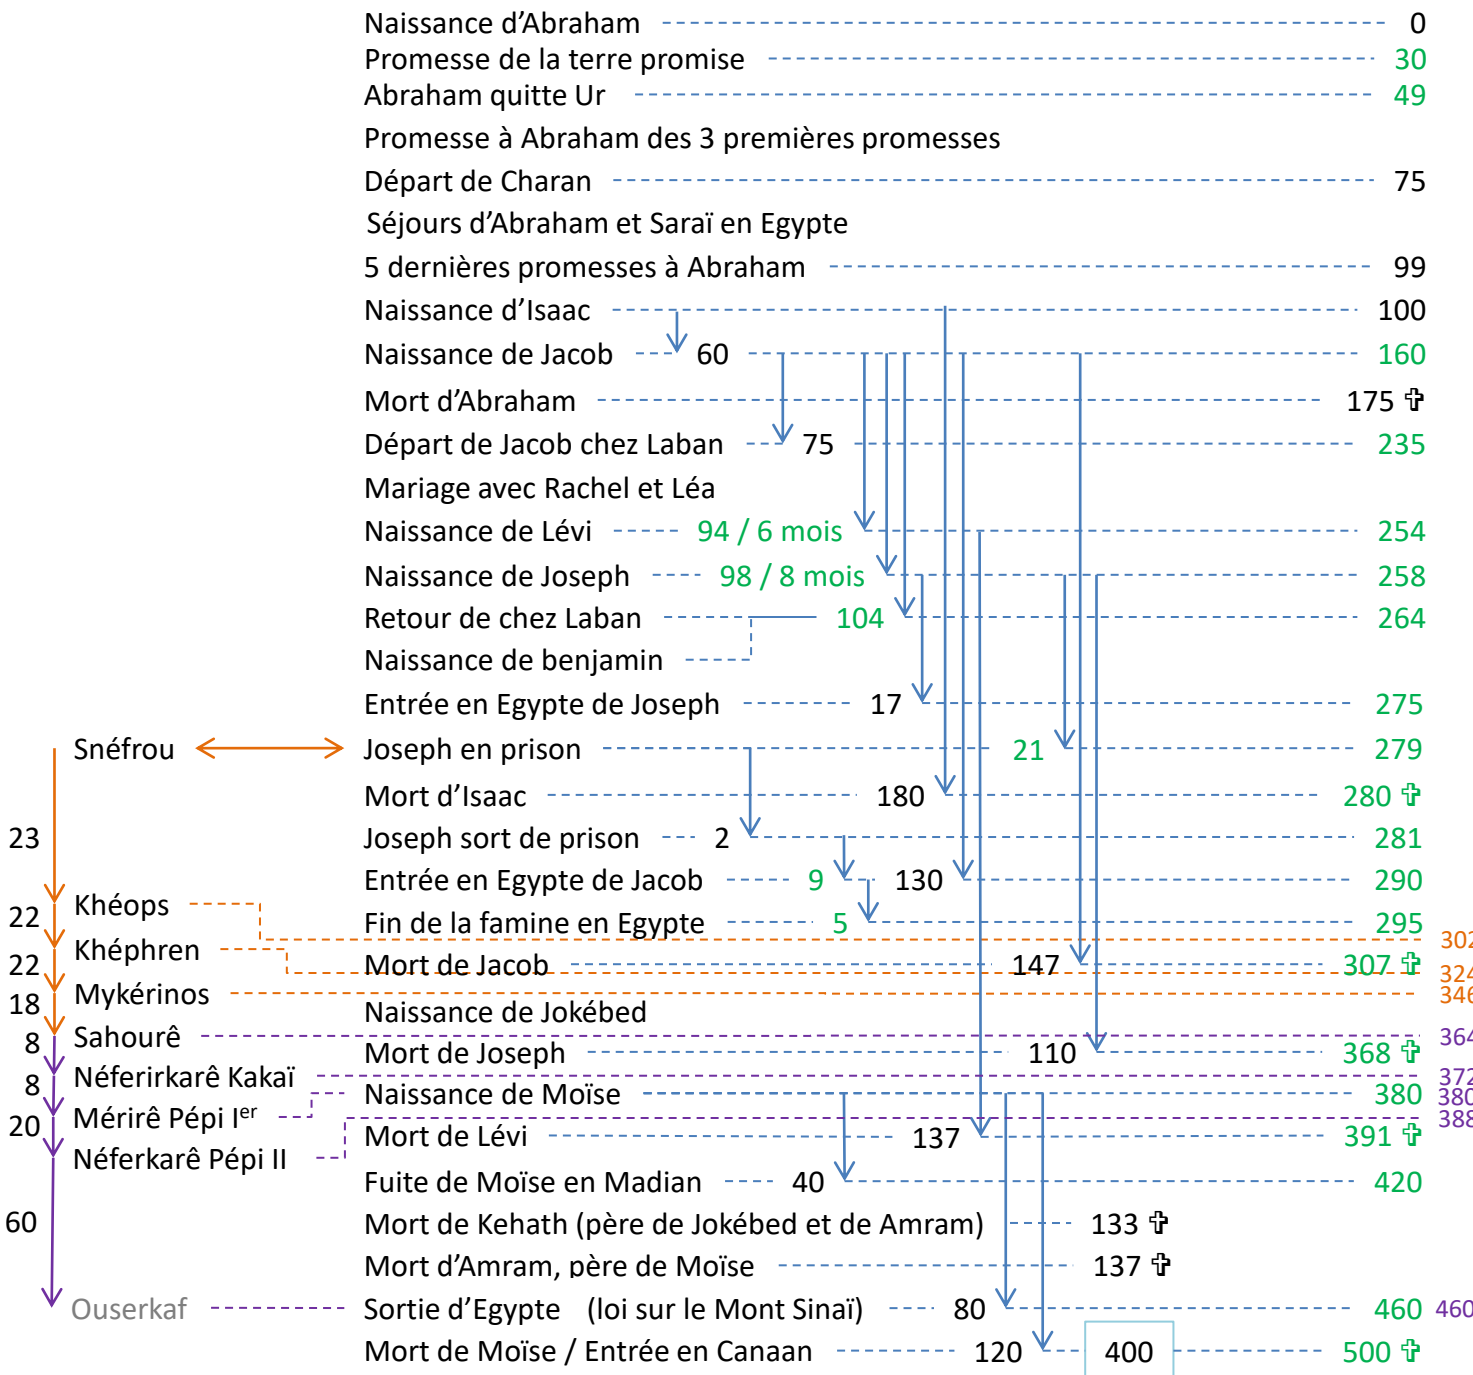 Naissance d’Abraham 0
Promesse de la terre promise 30
Abraham quitte Ur 49
Promesse à Abraham des 3 premières promesses
Départ de Charan 75
Séjours d’Abraham et Saraï en Egypte
5 dernières promesses à Abraham 99
Naissance d’Isaac 100
Naissance de Jacob 60 160
Mort d’Abraham 175 ✞
Départ de Jacob chez Laban 75 235
Mariage avec Rachel et Léa
Naissance de Lévi 94 / 6 mois 254
Naissance de Joseph 98 / 8 mois 258
Retour de chez Laban 104 264
Naissance de benjamin
Entrée en Egypte de Joseph 17 275
Snéfrou Joseph en prison 21 279
Mort d’Isaac 180 280 ✞
23 Joseph sort de prison 2 281
Entrée en Egypte de Jacob 9 130 290
22 Khéops
Fin de la famine en Egypte 5 295
302
Khéphren
22 Mort de Jacob 147 307 ✞
324
Mykérinos 346
18 Naissance de Jokébed
Sahourê 364
8 Mort de Joseph 110 368 ✞
Néferirkarê Kakaï 372
8 Naissance de Moïse 380
380
Mérirê Pépi Ier
388
20 Mort de Lévi 137 391 ✞
Néferkarê Pépi II
Fuite de Moïse en Madian 40 420
60 Mort de Kehath (père de Jokébed et de Amram) 133 ✞
Mort d’Amram, père de Moïse 137 ✞
Ouserkaf Sortie d’Egypte (loi sur le Mont Sinaï) 80 460 460
Mort de Moïse / Entrée en Canaan 120 400 500 ✞